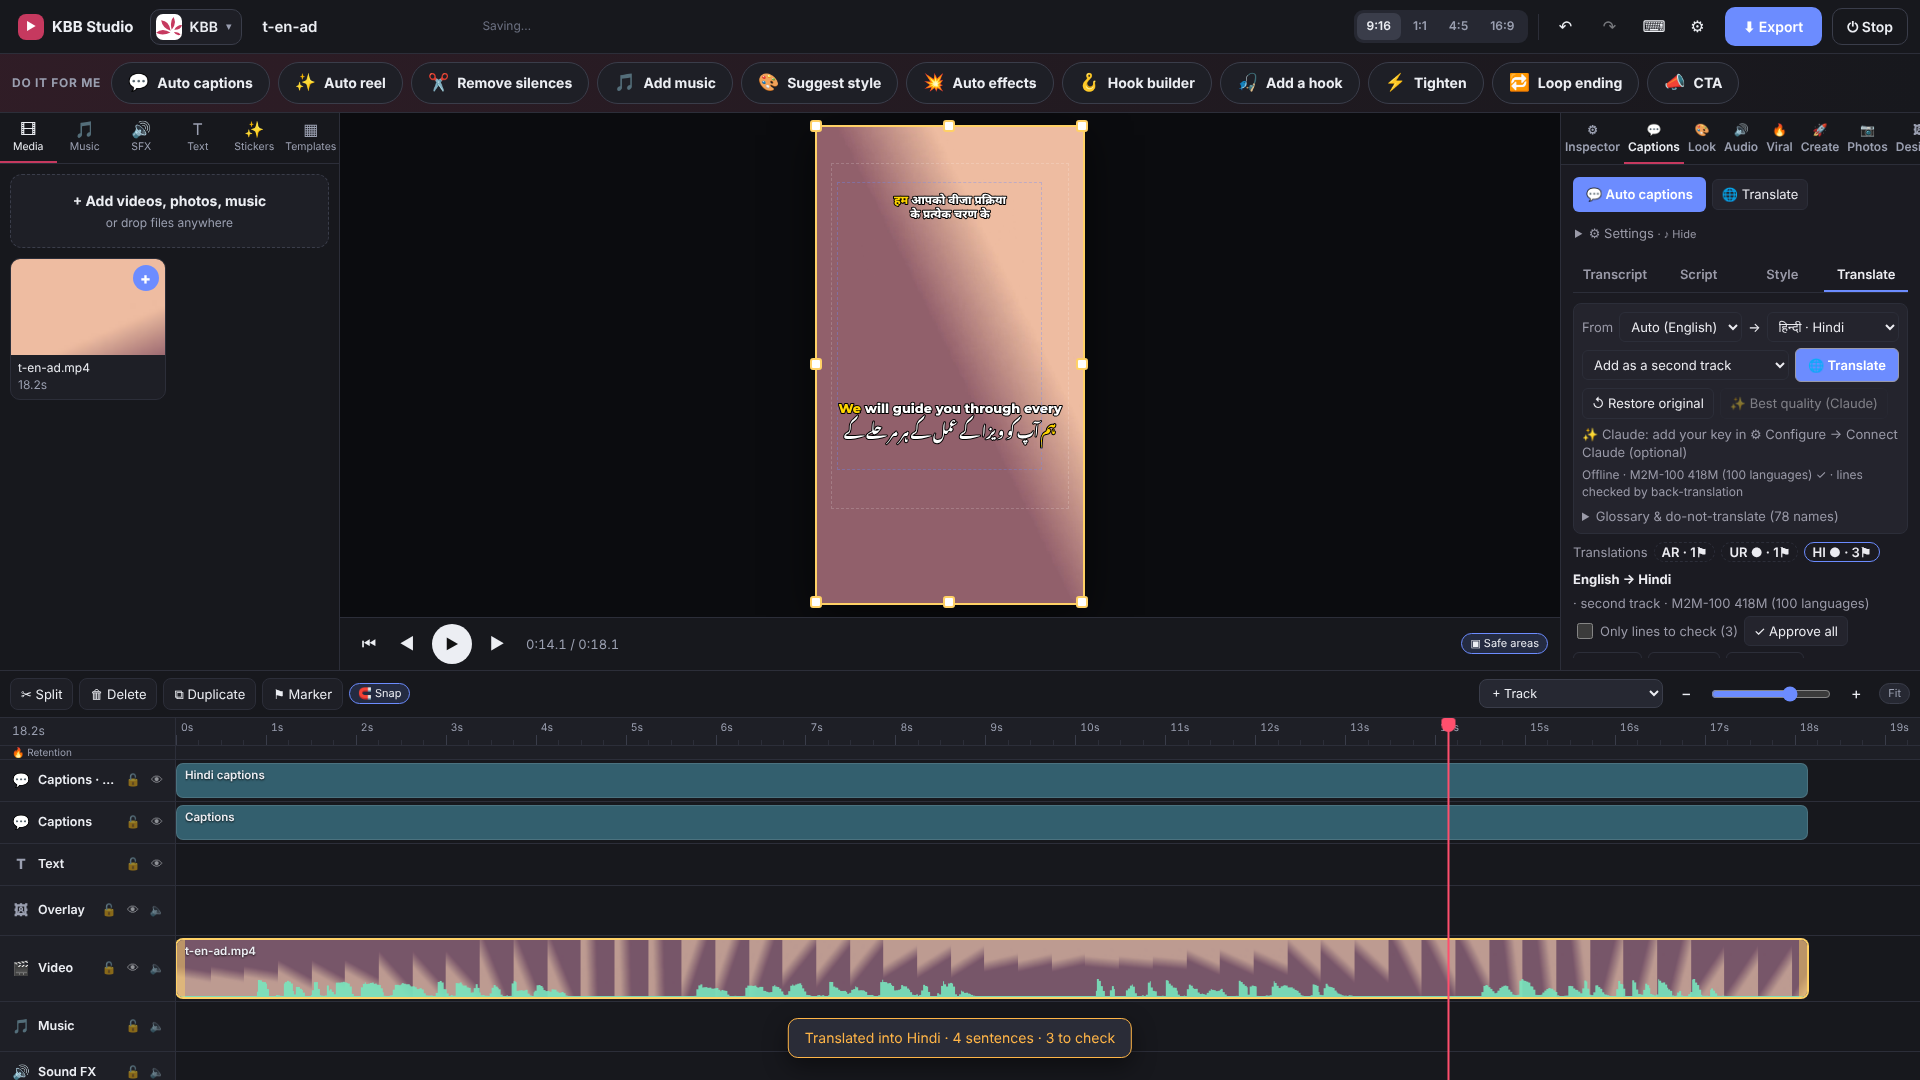 KBB Studio
KBB
t-en-ad
Saving...
9:16 1:1 4:5 16:9
Export
Stop
DO IT FOR ME
Auto captions
Auto reel
Remove silences
Add music
Suggest style
Auto effects
Hook builder
Add a hook
Tighten
Loop ending
CTA
Media
Music
SFX
Text
Stickers
Templates
+ Add videos, photos, music
or drop files anywhere
t-en-ad.mp4
18.2s
हम आपको वीजा प्रक्रिया
के प्रत्येक चरण के
We will guide you through every
ہم آپ کو ویزا کے عمل کے ہر مرحلے کے
0:14.1 / 0:18.1
Safe areas
Inspector
Captions
Look
Audio
Viral
Create
Photos
Auto captions
Translate
Settings · ♪ Hide
Transcript
Script
Style
Translate
From Auto (English) → हिन्दी · Hindi
Add as a second track
Translate
Restore original
Best quality (Claude)
Claude: add your key in ⚙ Configure → Connect
Claude (optional)
Offline · M2M-100 418M (100 languages) ✓ · lines
checked by back-translation
Glossary & do-not-translate (78 names)
Translations AR · 1 UR ● · 1 HI ● · 3
English → Hindi
· second track · M2M-100 418M (100 languages)
Only lines to check (3)
✓ Approve all
Split
Delete
Duplicate
Marker
Snap
+ Track
− +
Fit
18.2s
0s 1s 2s 3s 4s 5s 6s 7s 8s 9s 10s 11s 12s 13s 15s 16s 17s 18s 19s
Retention
Captions · ...
Hindi captions
Captions
Captions
Text
Overlay
Video
t-en-ad.mp4
Music
Translated into Hindi · 4 sentences · 3 to check
Sound FX